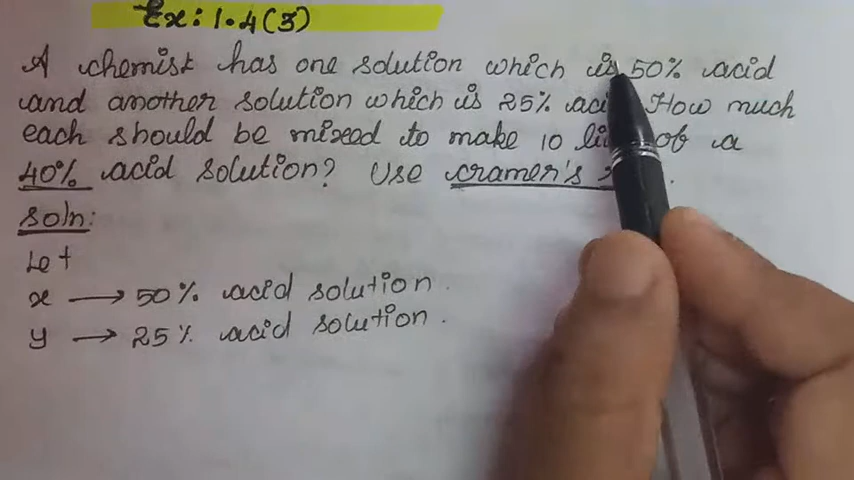 Ex: 1.4(3)
A chemist has one solution which is 50% acid
and another solution which is 25% How much
each should be mixed to make 10 of a
40% acid solution? Use cramer's
Soln:
Let
x → 50% acid solution.
y → 25% acid solution.